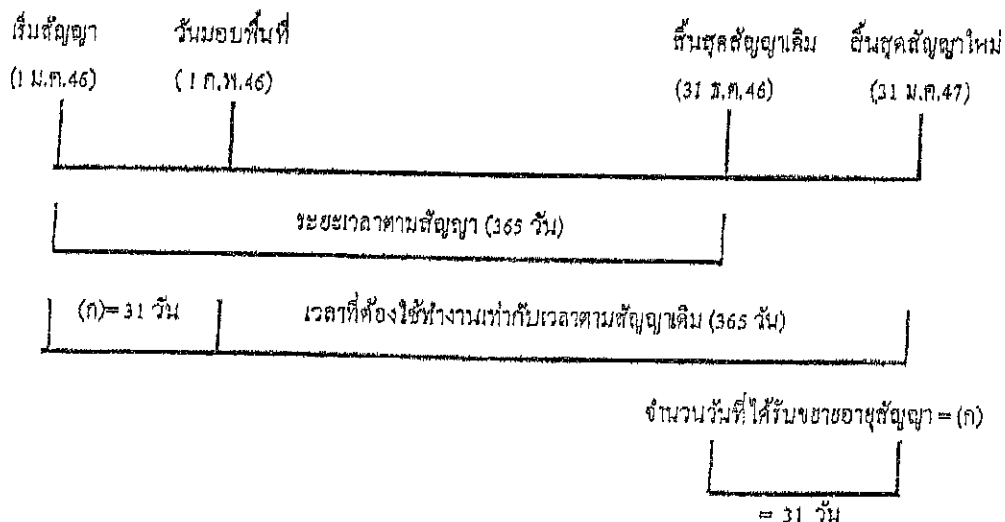 เริ่มสัญญา วันมอบพื้นที่ สิ้นสุดสัญญาเดิม สิ้นสุดสัญญาใหม่
(1 ม.ค.46) (1 ก.พ.46) (31 ธ.ค.46) (31 ม.ค.47)
ระยะเวลาตามสัญญา (365 วัน)
(ก)= 31 วัน เวลาที่ต้องใช้ทำงานเท่ากับเวลาตามสัญญาเดิม (365 วัน)
จำนวนวันที่ได้รับขยายอายุสัญญา = (ก)
= 31 วัน